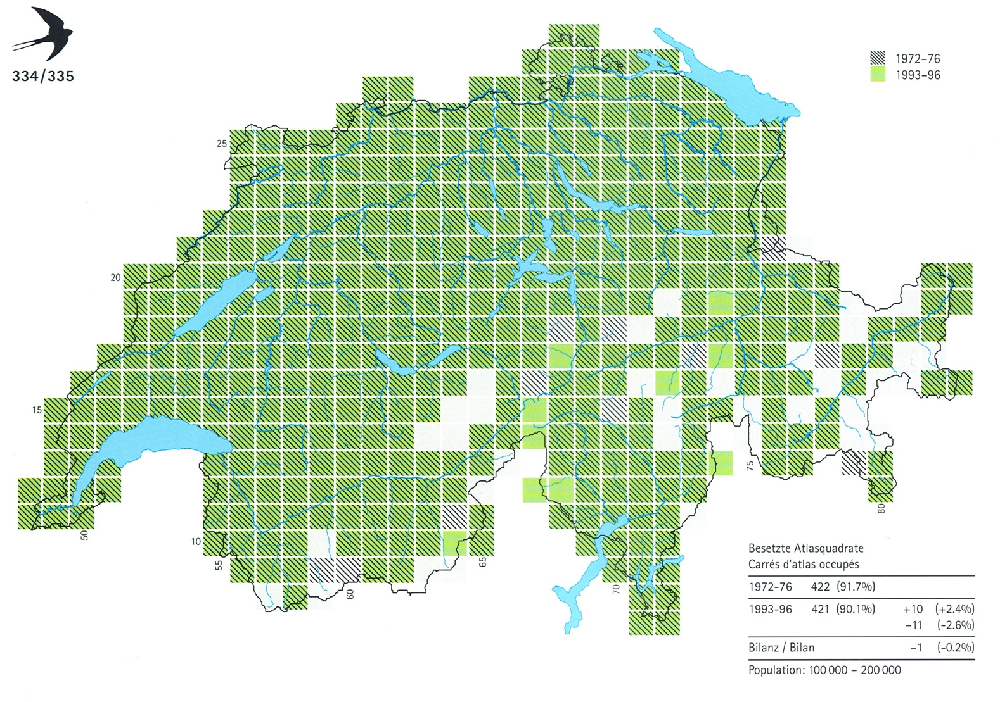 334/335
1972–76
1993–96
25
20
15
10
50
55
60
65
70
75
80
Besetzte Atlasquadrate
Carrés d'atlas occupés
1972–76 422 (91.7%)
1993–96 421 (90.1%) +10 (+2.4%)
–11 (–2.6%)
Bilanz / Bilan –1 (–0.2%)
Population: 100 000 – 200 000